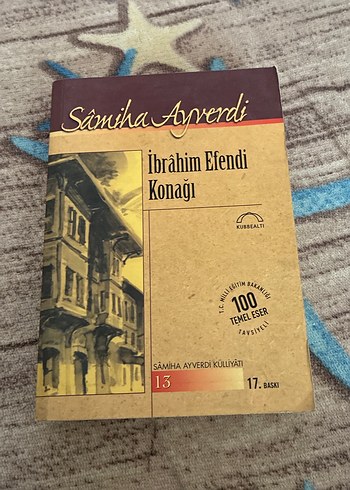 Sâmiha Ayverdi
İbrâhim Efendi
Konağı
KUBBEALTI
T.C. MİLLÎ EĞİTİM BAKANLIĞI
100
TEMEL ESER
TAVSİYELİ
SÂMİHA AYVERDİ KÜLLİYÂTI
13
17. BASKI